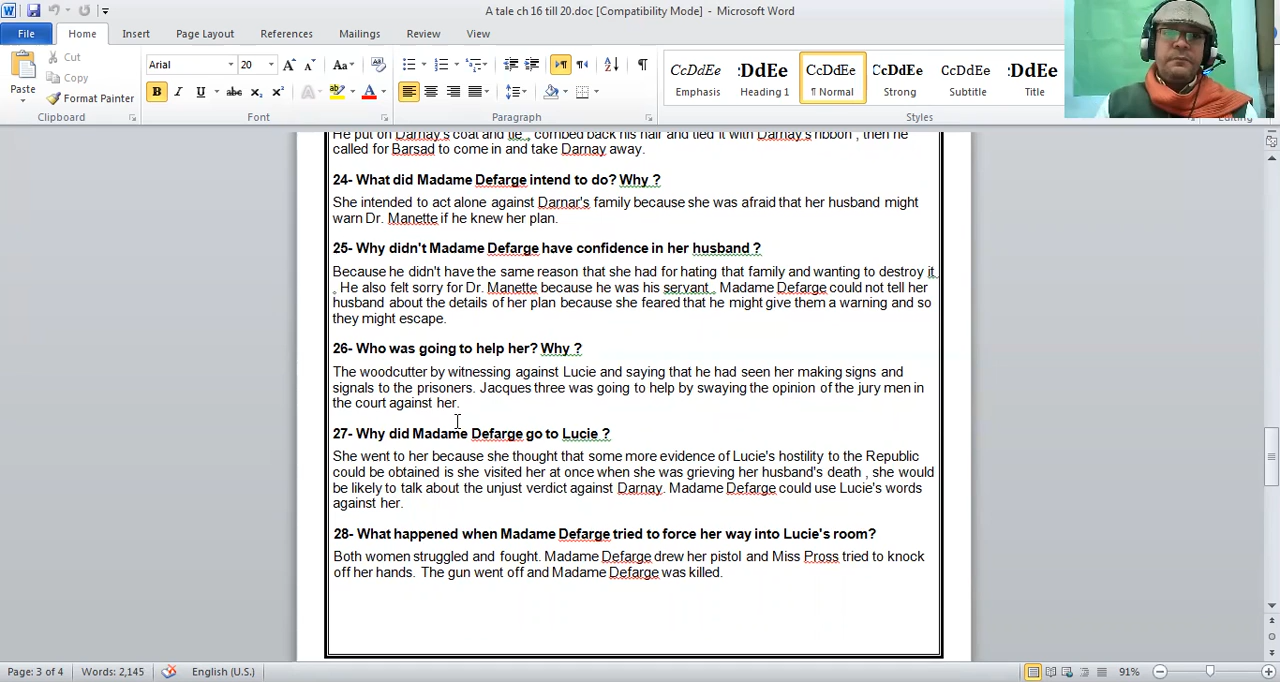 A tale ch 16 till 20.doc [Compatibility Mode] - Microsoft Word
File Home Insert Page Layout References Mailings Review View
Paste Cut Copy Format Painter
Arial 20
AaBbCcDdEe
Clipboard Font Paragraph Styles Editing
CcDdEe :DdEe CcDdEe CcDdEe CcDdEe :DdEe
Emphasis Heading 1 ¶ Normal Strong Subtitle Title
He put on Darnay's coat and tie , combed back his hair and tied it with Darnay's ribbon , then he
called for Barsad to come in and take Darnay away.
24- What did Madame Defarge intend to do? Why ?
She intended to act alone against Darnar's family because she was afraid that her husband might
warn Dr. Manette if he knew her plan.
25- Why didn't Madame Defarge have confidence in her husband ?
Because he didn't have the same reason that she had for hating that family and wanting to destroy it
. He also felt sorry for Dr. Manette because he was his servant . Madame Defarge could not tell her
husband about the details of her plan because she feared that he might give them a warning and so
they might escape.
26- Who was going to help her? Why ?
The woodcutter by witnessing against Lucie and saying that he had seen her making signs and
signals to the prisoners. Jacques three was going to help by swaying the opinion of the jury men in
the court against her.
27- Why did Madame Defarge go to Lucie ?
She went to her because she thought that some more evidence of Lucie's hostility to the Republic
could be obtained is she visited her at once when she was grieving her husband's death , she would
be likely to talk about the unjust verdict against Darnay. Madame Defarge could use Lucie's words
against her.
28- What happened when Madame Defarge tried to force her way into Lucie's room?
Both women struggled and fought. Madame Defarge drew her pistol and Miss Pross tried to knock
off her hands. The gun went off and Madame Defarge was killed.
Page: 3 of 4 Words: 2,145 English (U.S.) 91%